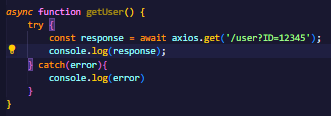 async function getUser() {
    try {
        const response = await axios.get('/user?ID=12345');
        console.log(response);
    } catch(error){
        console.log(error)
    }
}